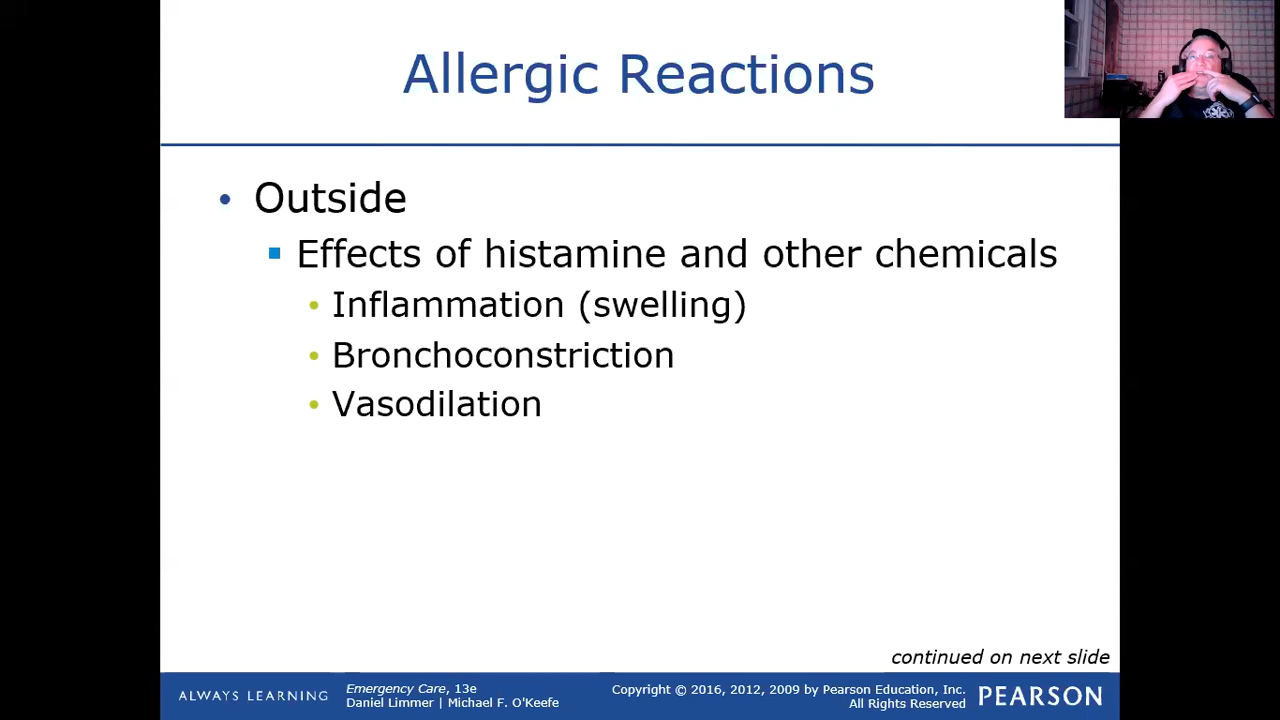 Allergic Reactions
• Outside
▪ Effects of histamine and other chemicals
• Inflammation (swelling)
• Bronchoconstriction
• Vasodilation
continued on next slide
ALWAYS LEARNING
Emergency Care, 13e
Daniel Limmer | Michael F. O'Keefe
Copyright © 2016, 2012, 2009 by Pearson Education, Inc.
All Rights Reserved
PEARSON